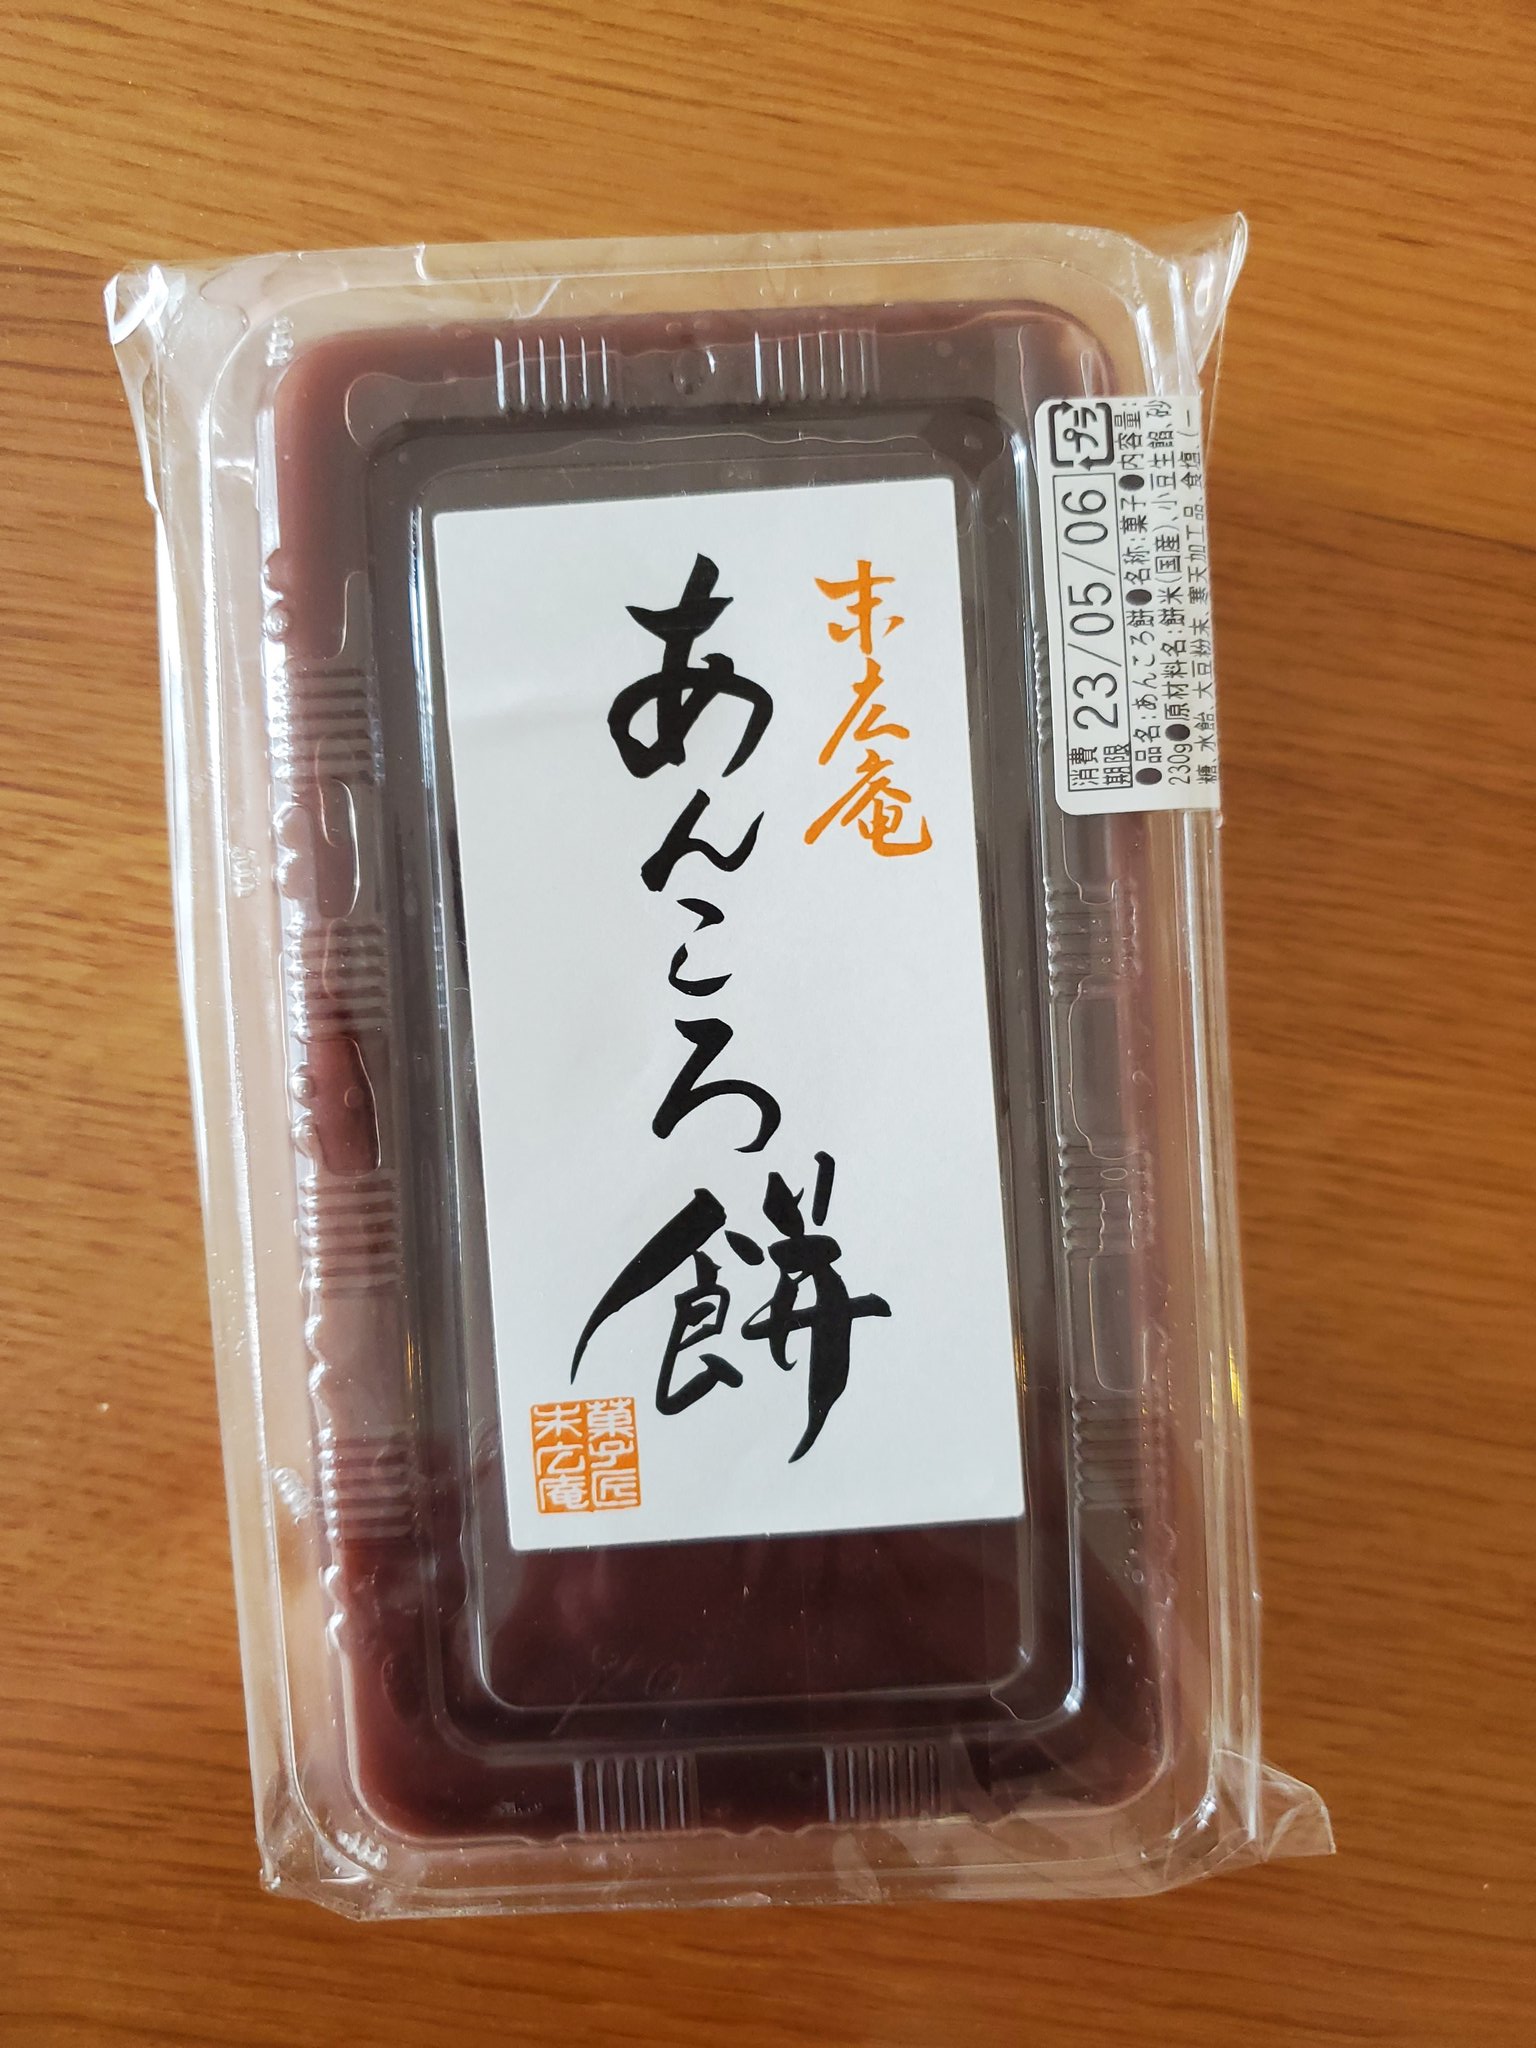 末広庵
あんころ餅
菓子匠
末広庵
消費期限 23/05/06
プラ
●品名:あんころ餅●名称:菓子●内容量:
230g●原材料名:餅米(国産)、小豆生餡、砂
糖、水飴、大豆粉末、寒天加工品、食塩、(一